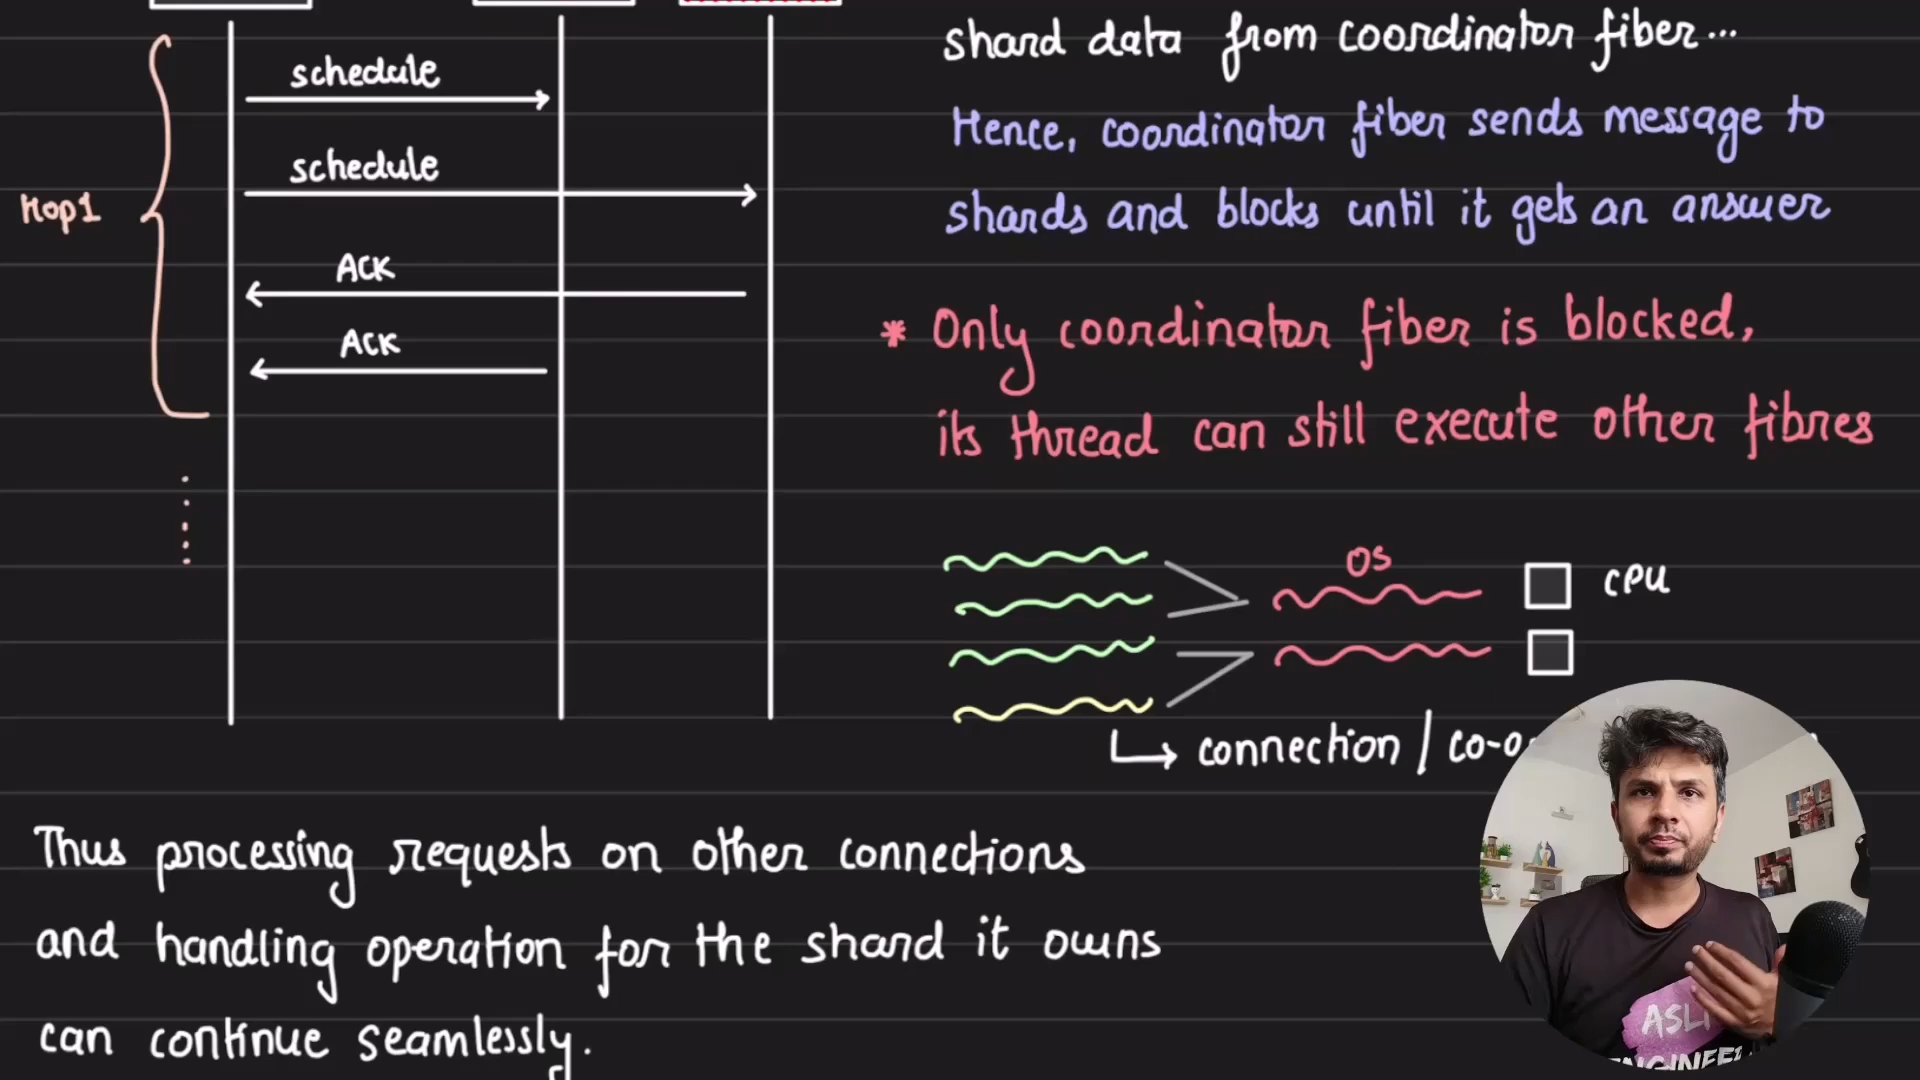 schedule
schedule
Hop1
ACK
ACK
shard data from coordinator fiber...
Hence, coordinator fiber sends message to
shards and blocks until it gets an answer
* Only coordinator fiber is blocked,
its thread can still execute other fibres
OS
CPU
connection / co-o
Thus processing requests on other connections
and handling operation for the shard it owns
can continue seamlessly.
ASLI
ENGINEE